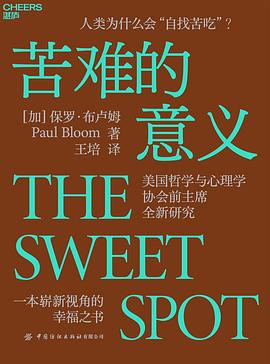 CHEERS
湛庐
人类为什么会“自找苦吃”?
苦难的
[加]保罗·布卢姆
Paul Bloom 著
王培 译
意义
THE
美国哲学与心理学
协会前主席
全新研究
SWEET
一本崭新视角的
幸福之书
SPOT
中国纺织出版社有限公司